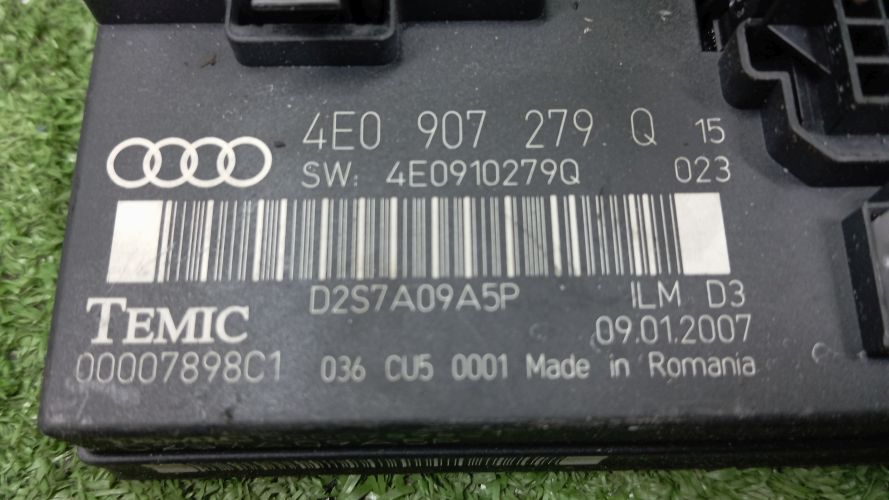 4E0 907 279 Q 15
SW: 4E0910279Q 023
D2S7A09A5P ILM D3
TEMIC 09.01.2007
00007898C1 036 CU5 0001 Made in Romania